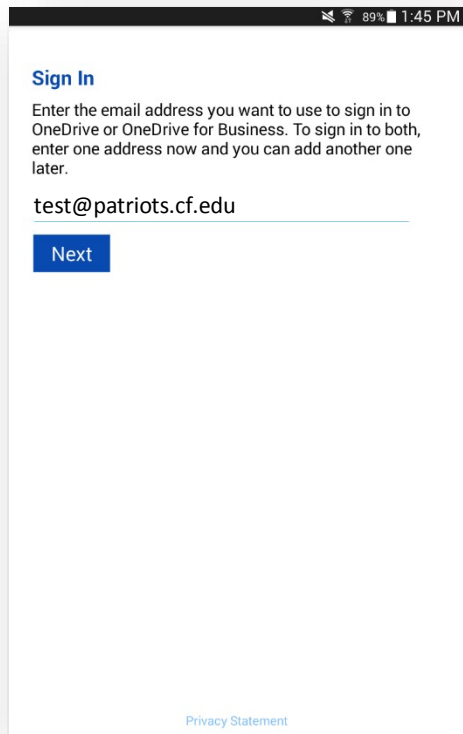 89% 1:45 PM
Sign In
Enter the email address you want to use to sign in to
OneDrive or OneDrive for Business. To sign in to both,
enter one address now and you can add another one
later.
test@patriots.cf.edu
Next
Privacy Statement